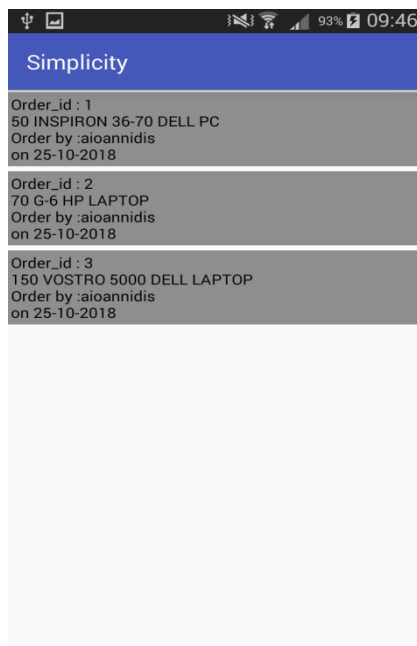 93% 09:46
Simplicity
Order_id : 1
50 INSPIRON 36-70 DELL PC
Order by :aioannidis
on 25-10-2018
Order_id : 2
70 G-6 HP LAPTOP
Order by :aioannidis
on 25-10-2018
Order_id : 3
150 VOSTRO 5000 DELL LAPTOP
Order by :aioannidis
on 25-10-2018